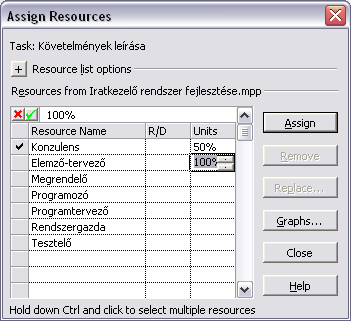 Assign Resources
Task: Követelmények leírása
+ Resource list options
Resources from Iratkezelő rendszer fejlesztése.mpp
100%
Resource Name R/D Units
Konzulens 50%
Elemző-tervező 100%
Megrendelő
Programozó
Programtervező
Rendszergazda
Tesztelő
Assign
Remove
Replace...
Graphs...
Close
Help
Hold down Ctrl and click to select multiple resources